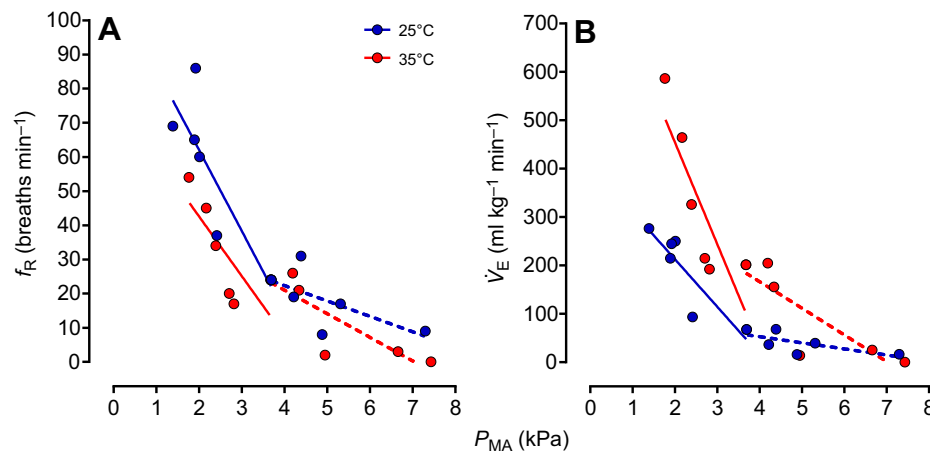 A
B
25°C
35°C
fR (breaths min–1)
100
90
80
70
60
50
40
30
20
10
0
0 1 2 3 4 5 6 7 8
V̇E (ml kg–1 min–1)
700
600
500
400
300
200
100
0
0 1 2 3 4 5 6 7 8
PMA (kPa)